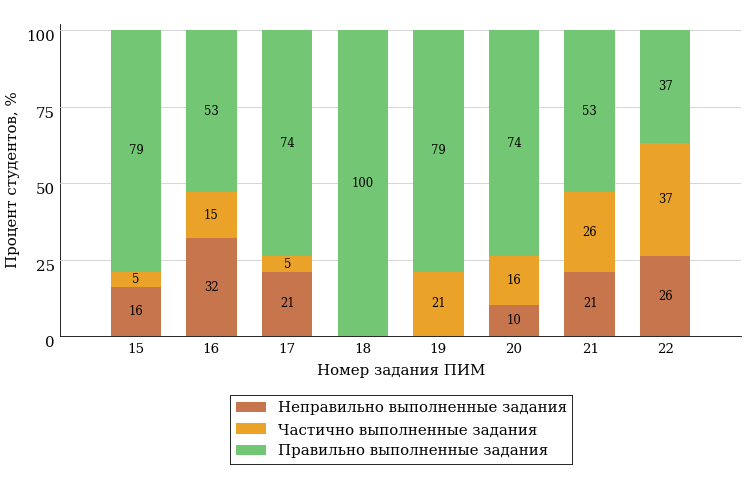 Процент студентов, %
100
75
50
25
0
79 53 74 100 79 74 53 37
5 15 5 21 16 26 37
16 32 21 10 21 26
15 16 17 18 19 20 21 22
Номер задания ПИМ
Неправильно выполненные задания
Частично выполненные задания
Правильно выполненные задания